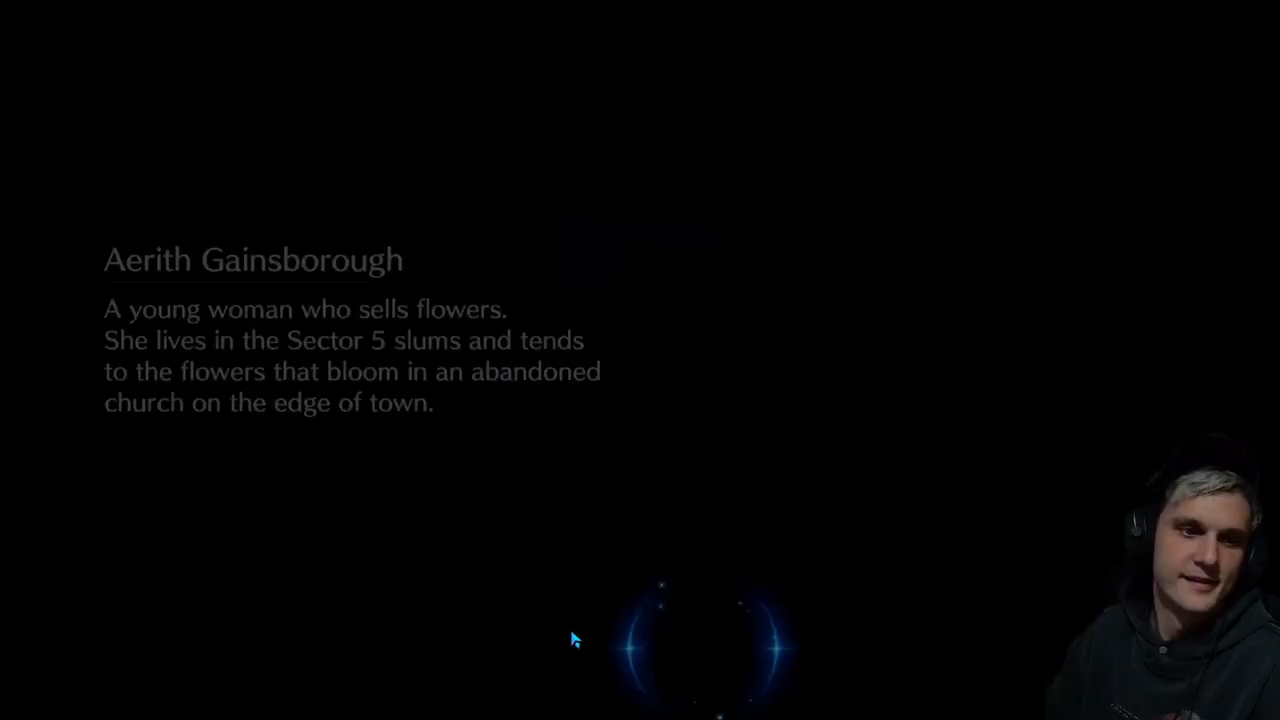 Aerith Gainsborough
A young woman who sells flowers.
She lives in the Sector 5 slums and tends
to the flowers that bloom in an abandoned
church on the edge of town.